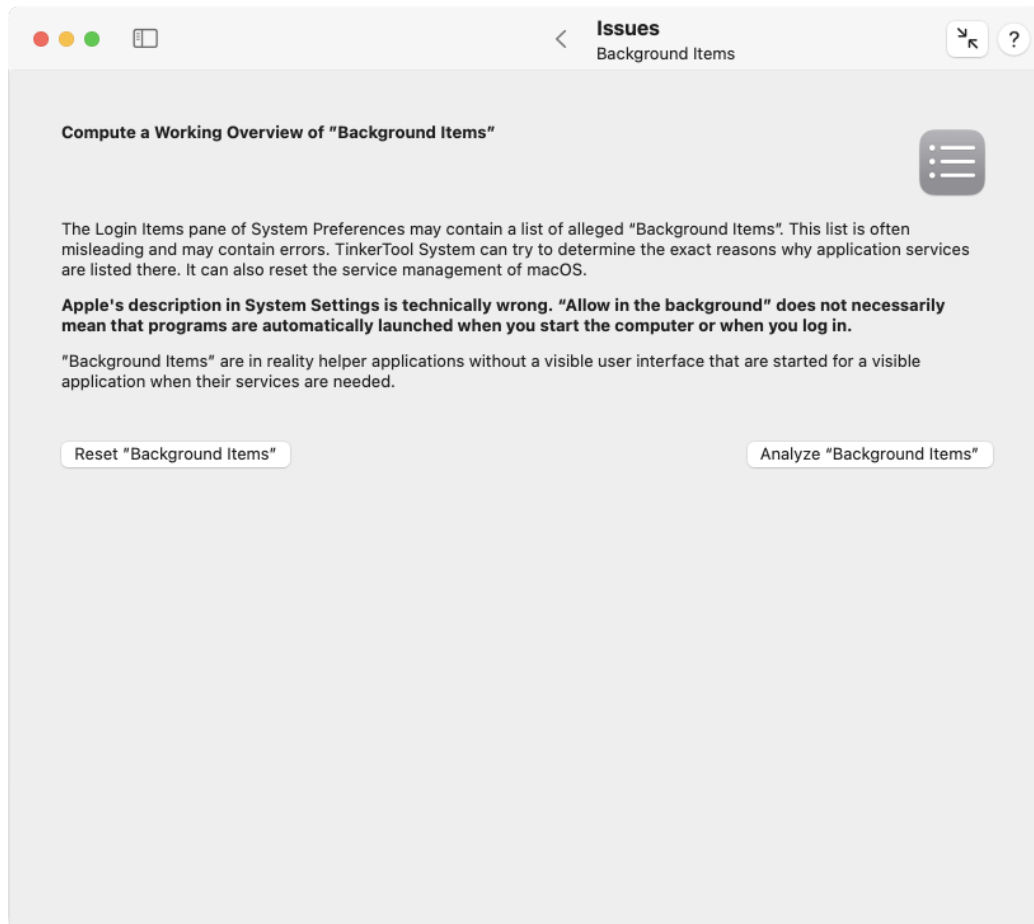 Issues
Background Items
?
Compute a Working Overview of "Background Items"
The Login Items pane of System Preferences may contain a list of alleged “Background Items”. This list is often
misleading and may contain errors. TinkerTool System can try to determine the exact reasons why application services
are listed there. It can also reset the service management of macOS.
Apple's description in System Settings is technically wrong. “Allow in the background” does not necessarily
mean that programs are automatically launched when you start the computer or when you log in.
"Background Items” are in reality helper applications without a visible user interface that are started for a visible
application when their services are needed.
Reset "Background Items"
Analyze “Background Items”